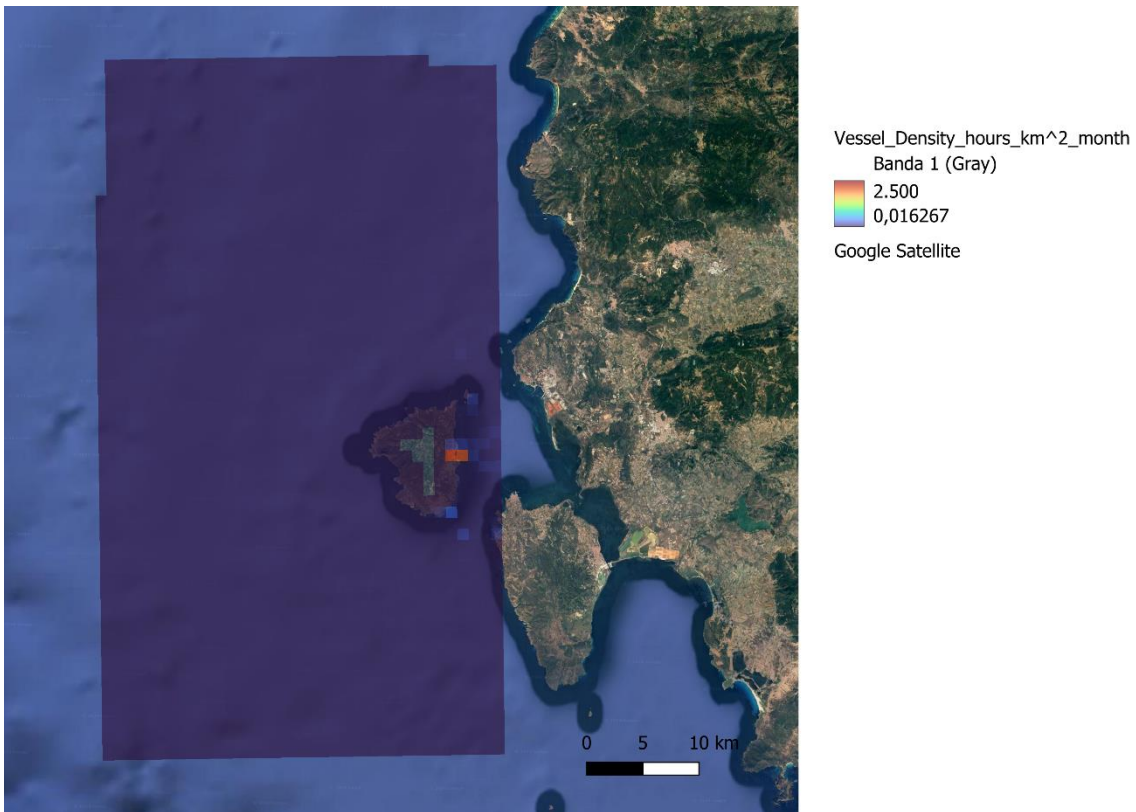 Vessel_Density_hours_km^2_month
Banda 1 (Gray)
2.500
0,016267
Google Satellite
0 5 10 km